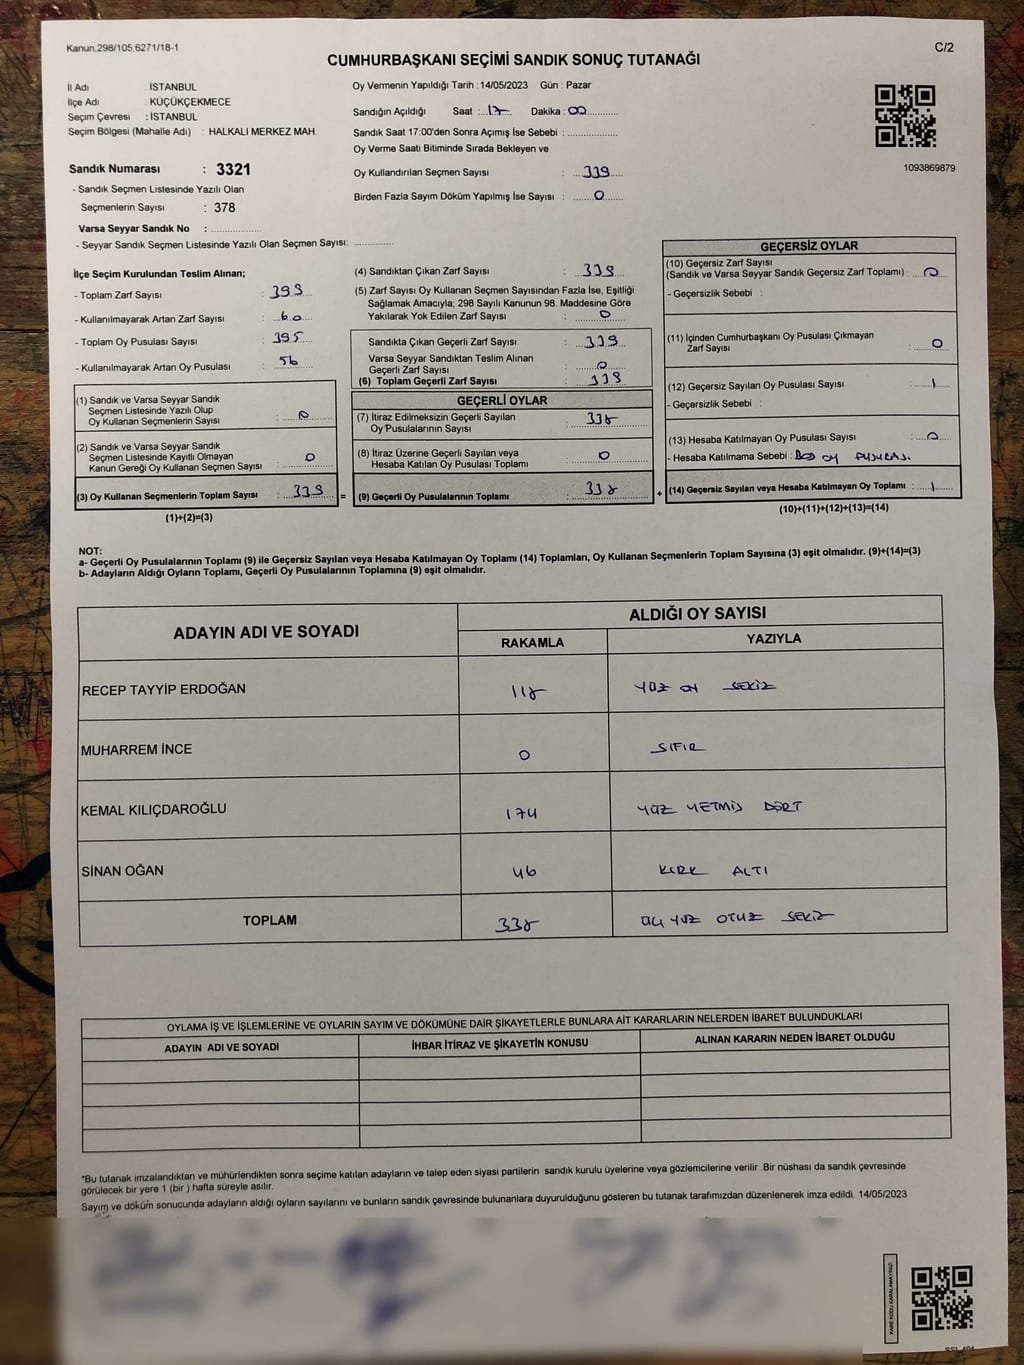 Kanun.298/105,6271/18-1
C/2
CUMHURBAŞKANI SEÇİMİ SANDIK SONUÇ TUTANAĞI
İl Adı : İSTANBUL
İlçe Adı : KÜÇÜKÇEKMECE
Seçim Çevresi : İSTANBUL
Seçim Bölgesi (Mahalle Adı) : HALKALI MERKEZ MAH.
Sandık Numarası : 3321
- Sandık Seçmen Listesinde Yazılı Olan
Seçmenlerin Sayısı : 378
Varsa Seyyar Sandık No : ................
- Seyyar Sandık Seçmen Listesinde Yazılı Olan Seçmen Sayısı: .............
Oy Vermenin Yapıldığı Tarih : 14/05/2023 Gün : Pazar
Sandığın Açıldığı Saat : 17 Dakika : 00
Sandık Saat 17:00'den Sonra Açımış İse Sebebi : ................
Oy Verme Saati Bitiminde Sırada Bekleyen ve
Oy Kullandırılan Seçmen Sayısı : 339
Birden Fazla Sayım Döküm Yapılmış İse Sayısı : 0
1093869879
İlçe Seçim Kurulundan Teslim Alınan;
- Toplam Zarf Sayısı : 399
- Kullanılmayarak Artan Zarf Sayısı : 60
- Toplam Oy Pusulası Sayısı : 395
- Kullanılmayarak Artan Oy Pusulası : 56
(1) Sandık ve Varsa Seyyar Sandık
Seçmen Listesinde Yazılı Olup
Oy Kullanan Seçmenlerin Sayısı : 0
(2) Sandık ve Varsa Seyyar Sandık
Seçmen Listesinde Kayıtlı Olmayan
Kanun Gereği Oy Kullanan Seçmen Sayısı : 0
(3) Oy Kullanan Seçmenlerin Toplam Sayısı : 339 =
(1)+(2)=(3)
(4) Sandıktan Çıkan Zarf Sayısı : 339
(5) Zarf Sayısı Oy Kullanan Seçmen Sayısından Fazla İse, Eşitliği
Sağlamak Amacıyla; 298 Sayılı Kanunun 98. Maddesine Göre
Yakılarak Yok Edilen Zarf Sayısı : 0
Sandıkta Çıkan Geçerli Zarf Sayısı : 339
Varsa Seyyar Sandıktan Teslim Alınan
Geçerli Zarf Sayısı : 0
(6) Toplam Geçerli Zarf Sayısı : 339
GEÇERLİ OYLAR
(7) İtiraz Edilmeksizin Geçerli Sayılan
Oy Pusulalarının Sayısı : 338
(8) İtiraz Üzerine Geçerli Sayılan veya
Hesaba Katılan Oy Pusulası Toplamı : 0
(9) Geçerli Oy Pusulalarının Toplamı : 338 +
GEÇERSİZ OYLAR
(10) Geçersiz Zarf Sayısı
(Sandık ve Varsa Seyyar Sandık Geçersiz Zarf Toplamı) : 0
- Geçersizlik Sebebi :
(11) İçinden Cumhurbaşkanı Oy Pusulası Çıkmayan
Zarf Sayısı : 0
(12) Geçersiz Sayılan Oy Pusulası Sayısı : 1
- Geçersizlik Sebebi :
(13) Hesaba Katılmayan Oy Pusulası Sayısı : 0
- Hesaba Katılmama Sebebi : BOŞ OY PUSULASI
(14) Geçersiz Sayılan veya Hesaba Katılmayan Oy Toplamı : 1
(10)+(11)+(12)+(13)=(14)
NOT:
a- Geçerli Oy Pusulalarının Toplamı (9) ile Geçersiz Sayılan veya Hesaba Katılmayan Oy Toplamı (14) Toplamları, Oy Kullanan Seçmenlerin Toplam Sayısına (3) eşit olmalıdır. (9)+(14)=(3)
b- Adayların Aldığı Oyların Toplamı, Geçerli Oy Pusulalarının Toplamına (9) eşit olmalıdır.
ADAYIN ADI VE SOYADI ALDIĞI OY SAYISI
RAKAMLA YAZIYLA
RECEP TAYYİP ERDOĞAN 118 YÜZ ON SEKİZ
MUHARREM İNCE 0 SIFIR
KEMAL KILIÇDAROĞLU 174 YÜZ YETMİŞ DÖRT
SİNAN OĞAN 46 KIRK ALTI
TOPLAM 338 ÜÇ YÜZ OTUZ SEKİZ
OYLAMA İŞ VE İŞLEMLERİNE VE OYLARIN SAYIM VE DÖKÜMÜNE DAİR ŞİKAYETLERLE BUNLARA AİT KARARLARIN NELERDEN İBARET BULUNDUKLARI
ADAYIN ADI VE SOYADI İHBAR İTİRAZ VE ŞİKAYETİN KONUSU ALINAN KARARIN NEDEN İBARET OLDUĞU
*Bu tutanak imzalandıktan ve mühürlendikten sonra seçime katılan adayların ve talep eden siyasi partilerin sandık kurulu üyelerine veya gözlemcilerine verilir .Bir nüshası da sandık çevresinde
görülecek bir yere 1 (bir ) hafta süreyle asılır.
Sayım ve döküm sonucunda adayların aldığı oyların sayılarını ve bunların sandık çevresinde bulunanlara duyurulduğunu gösteren bu tutanak tarafımızdan düzenlenerek imza edildi. 14/05/2023
KARE KODU KARALAMAYINIZ!